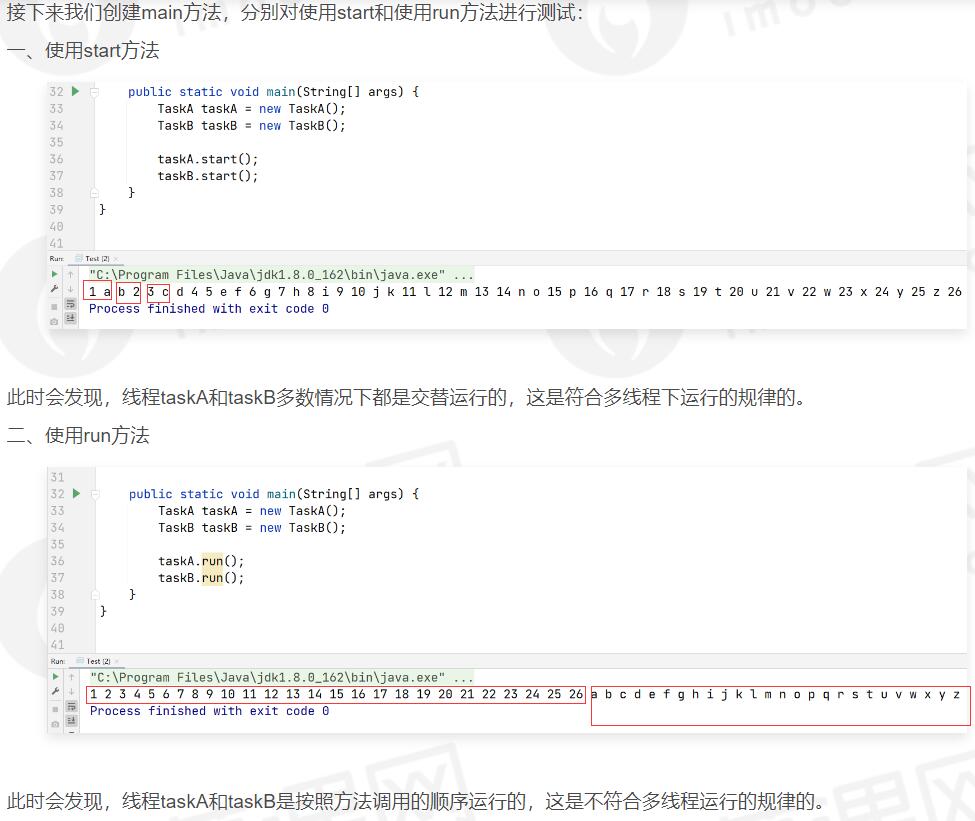 接下来我们创建main方法，分别对使用start和使用run方法进行测试：
一、使用start方法
32 public static void main(String[] args) {
33 TaskA taskA = new TaskA();
34 TaskB taskB = new TaskB();
35
36 taskA.start();
37 taskB.start();
38 }
39 }
40
41
Run: Test (2) ×
"C:\Program Files\Java\jdk1.8.0_162\bin\java.exe" ...
1 a b 2 3 c d 4 5 e f 6 g 7 h 8 i 9 10 j k 11 l 12 m 13 14 n o 15 p 16 q 17 r 18 s 19 t 20 u 21 v 22 w 23 x 24 y 25 z 26
Process finished with exit code 0
此时会发现，线程taskA和taskB多数情况下都是交替运行的，这是符合多线程下运行的规律的。
二、使用run方法
31
32 public static void main(String[] args) {
33 TaskA taskA = new TaskA();
34 TaskB taskB = new TaskB();
35
36 taskA.run();
37 taskB.run();
38 }
39 }
40
41
Run: Test (2) ×
"C:\Program Files\Java\jdk1.8.0_162\bin\java.exe" ...
1 2 3 4 5 6 7 8 9 10 11 12 13 14 15 16 17 18 19 20 21 22 23 24 25 26 a b c d e f g h i j k l m n o p q r s t u v w x y z
Process finished with exit code 0
此时会发现，线程taskA和taskB是按照方法调用的顺序运行的，这是不符合多线程运行的规律的。